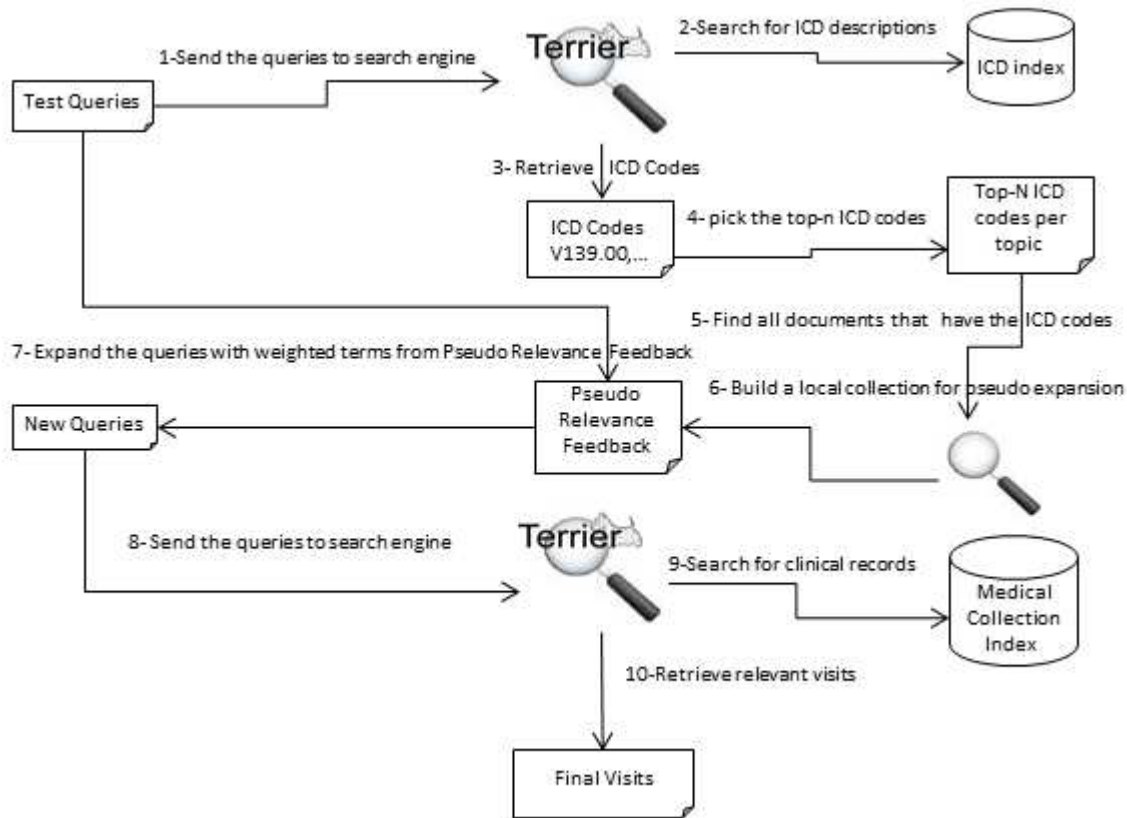 2-Search for ICD descriptions
Terrier
1-Send the queries to search engine
ICD index
Test Queries
3- Retrieve ICD Codes
Top-N ICD
codes per
topic
4- pick the top-n ICD codes
ICD Codes
V139.00,...
5- Find all documents that have the ICD codes
7- Expand the queries with weighted terms from Pseudo Relevance Feedback
6- Build a local collection for pseudo expansion
Pseudo
Relevance
Feedback
New Queries
Terrier
8- Send the queries to search engine
9-Search for clinical records
Medical
Collection
Index
10-Retrieve relevant visits
Final Visits